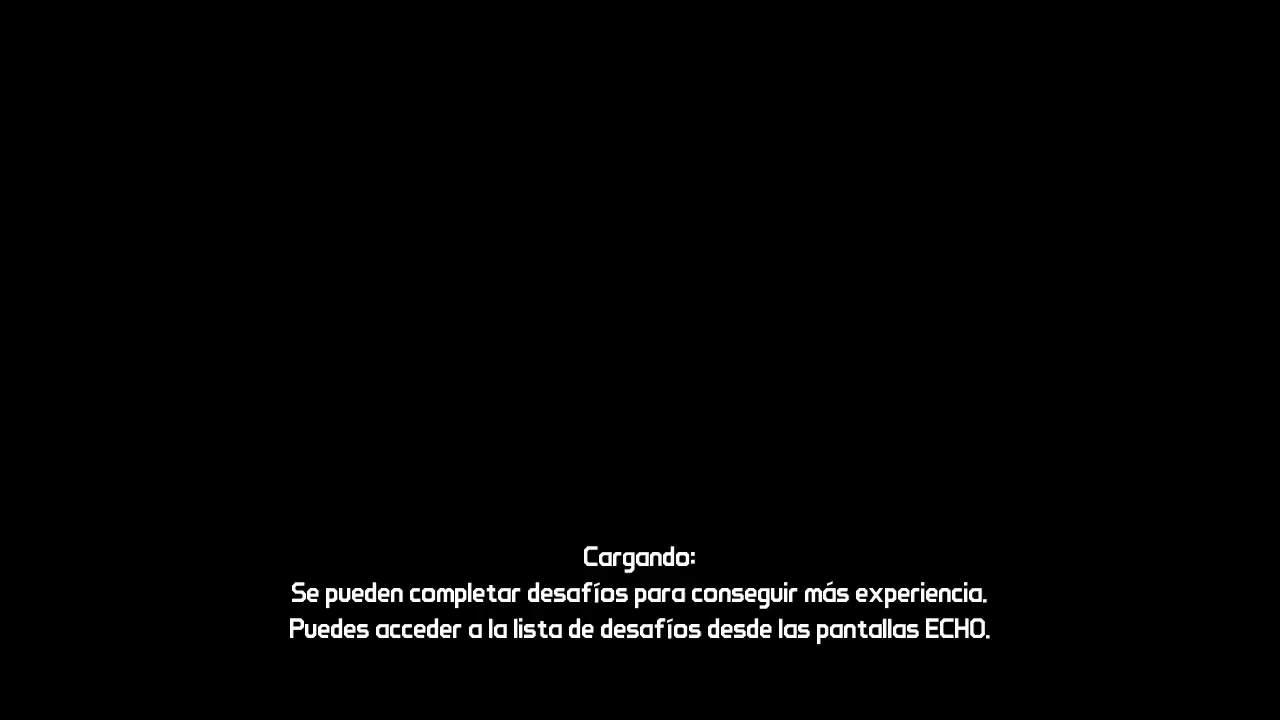 Cargando:
Se pueden completar desafíos para conseguir más experiencia.
Puedes acceder a la lista de desafíos desde las pantallas ECHO.